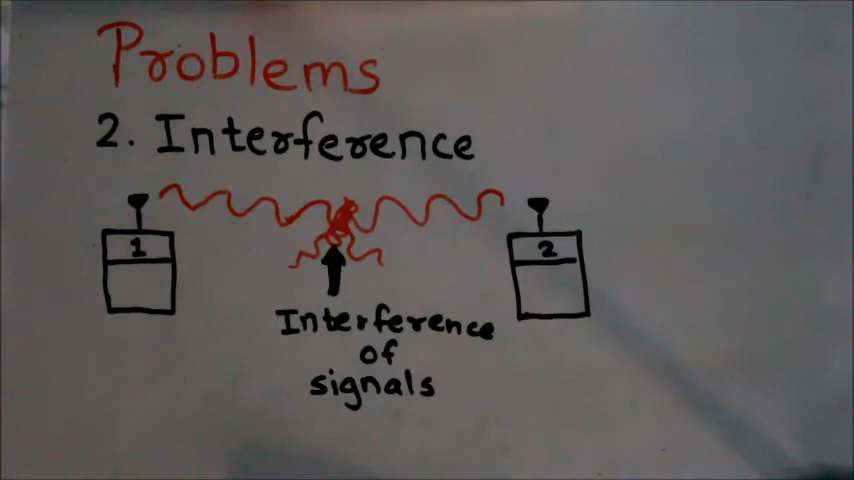 Problems
2. Interference
1
2
Interference
of
signals